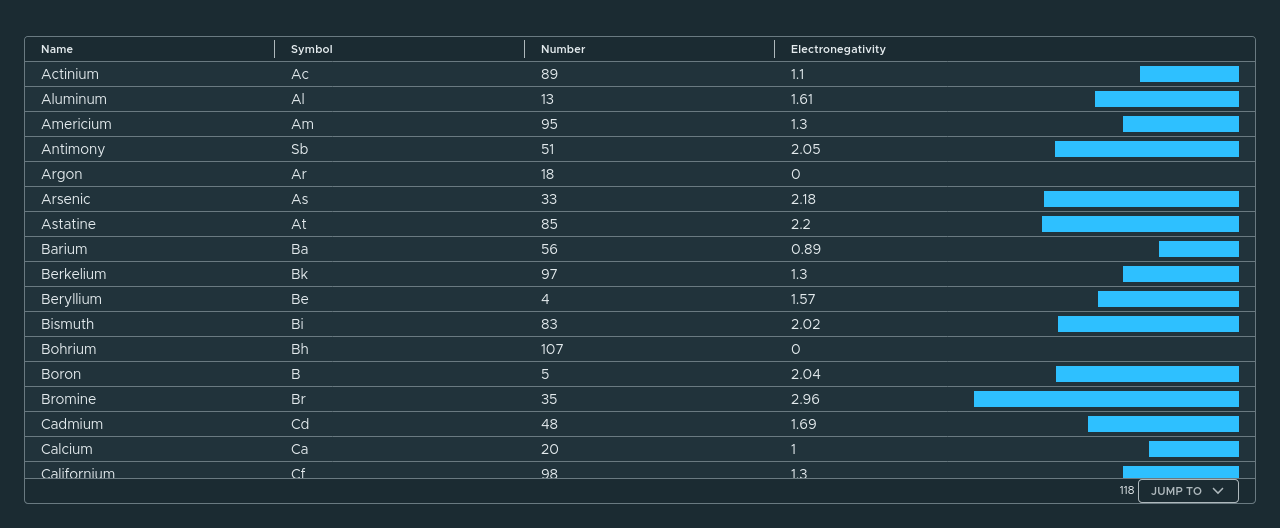 Name Symbol Number Electronegativity
Actinium Ac 89 1.1
Aluminum Al 13 1.61
Americium Am 95 1.3
Antimony Sb 51 2.05
Argon Ar 18 0
Arsenic As 33 2.18
Astatine At 85 2.2
Barium Ba 56 0.89
Berkelium Bk 97 1.3
Beryllium Be 4 1.57
Bismuth Bi 83 2.02
Bohrium Bh 107 0
Boron B 5 2.04
Bromine Br 35 2.96
Cadmium Cd 48 1.69
Calcium Ca 20 1
Californium Cf 98 1.3
118 JUMP TO